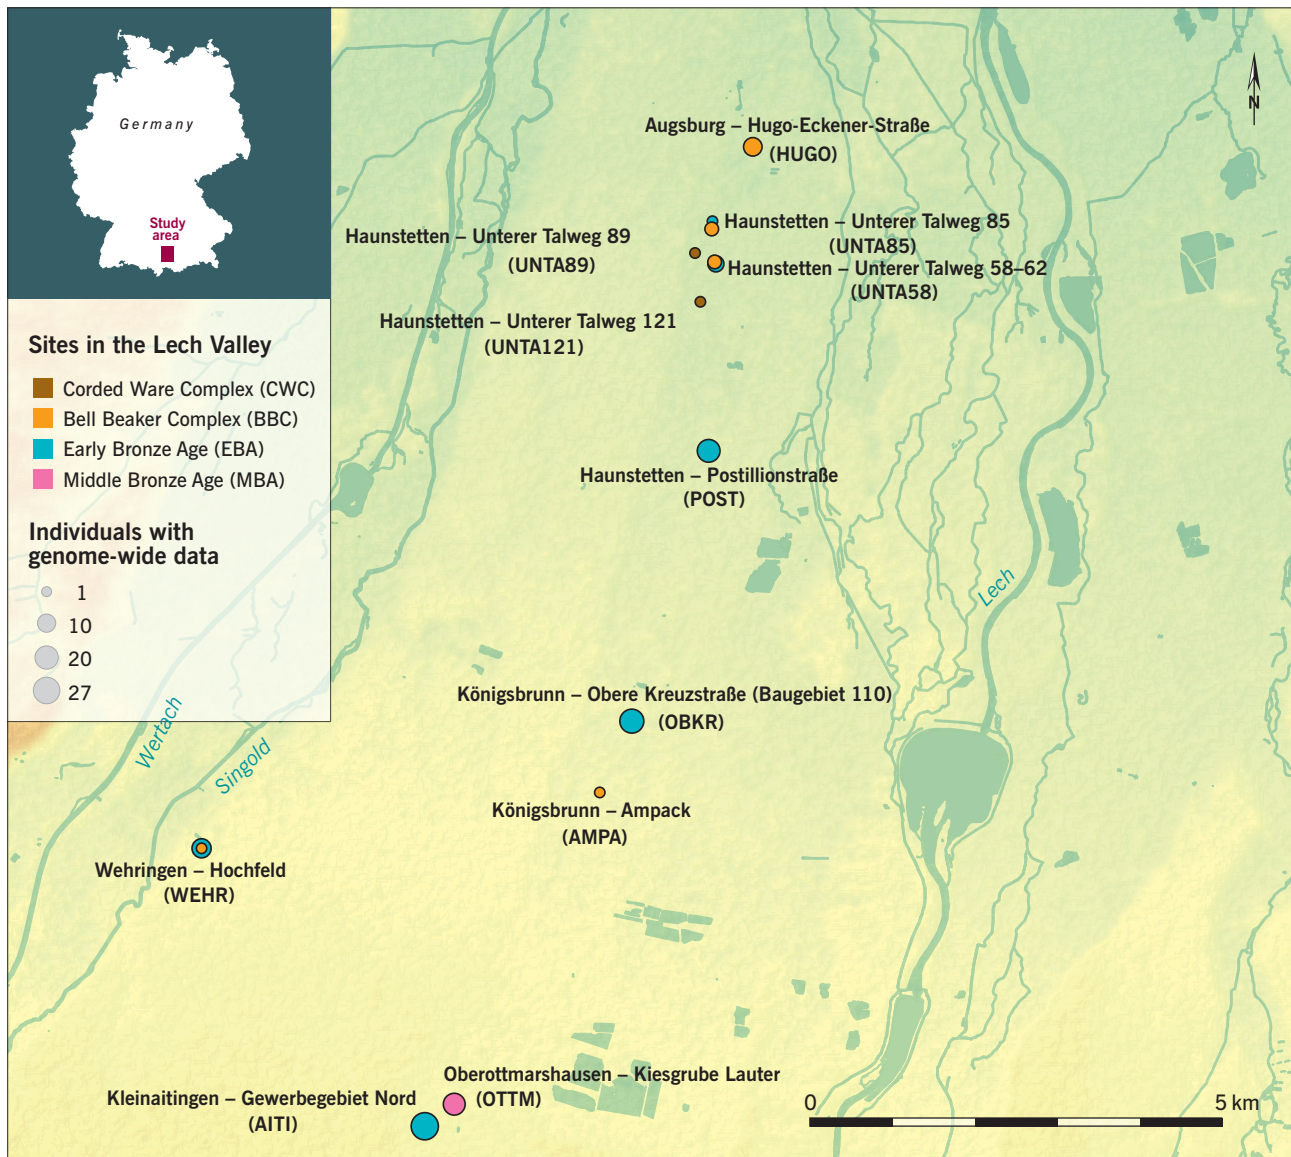 Germany
Study
area
N
Sites in the Lech Valley
Corded Ware Complex (CWC)
Bell Beaker Complex (BBC)
Early Bronze Age (EBA)
Middle Bronze Age (MBA)
Individuals with
genome-wide data
1
10
20
27
Augsburg – Hugo-Eckener-Straße
(HUGO)
Haunstetten – Unterer Talweg 85
(UNTA85)
Haunstetten – Unterer Talweg 89
(UNTA89)
Haunstetten – Unterer Talweg 58–62
(UNTA58)
Haunstetten – Unterer Talweg 121
(UNTA121)
Haunstetten – Postillionstraße
(POST)
Lech
Königsbrunn – Obere Kreuzstraße (Baugebiet 110)
(OBKR)
Wertach
Singold
Königsbrunn – Ampack
(AMPA)
Wehringen – Hochfeld
(WEHR)
Oberottmarshausen – Kiesgrube Lauter
(OTTM)
Kleinaitingen – Gewerbegebiet Nord
(AITI)
0
5 km